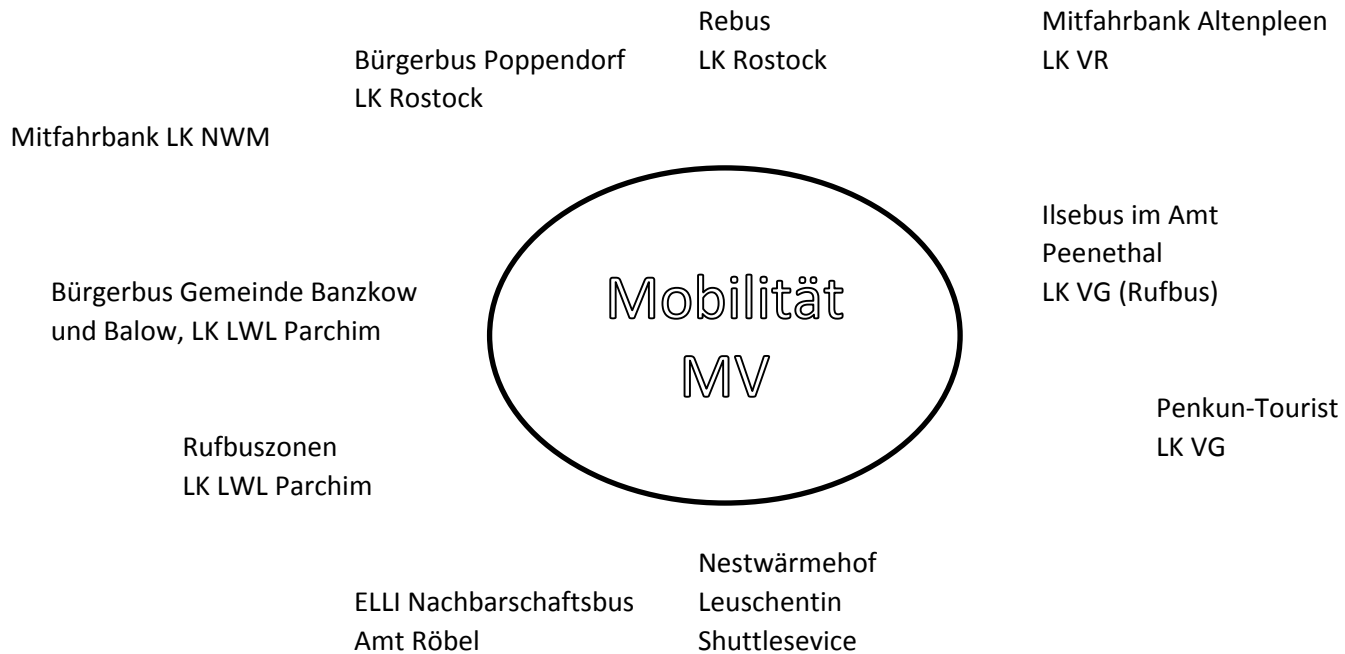 Rebus
LK Rostock
Mitfahrbank Altenpleen
LK VR
Bürgerbus Poppendorf
LK Rostock
Mitfahrbank LK NWM
Ilsebus im Amt
Peenethal
LK VG (Rufbus)
Bürgerbus Gemeinde Banzkow
und Balow, LK LWL Parchim
Mobilität
MV
Penkun-Tourist
LK VG
Rufbuszonen
LK LWL Parchim
ELLI Nachbarschaftsbus
Amt Röbel
Nestwärmehof
Leuschentin
Shuttlesevice